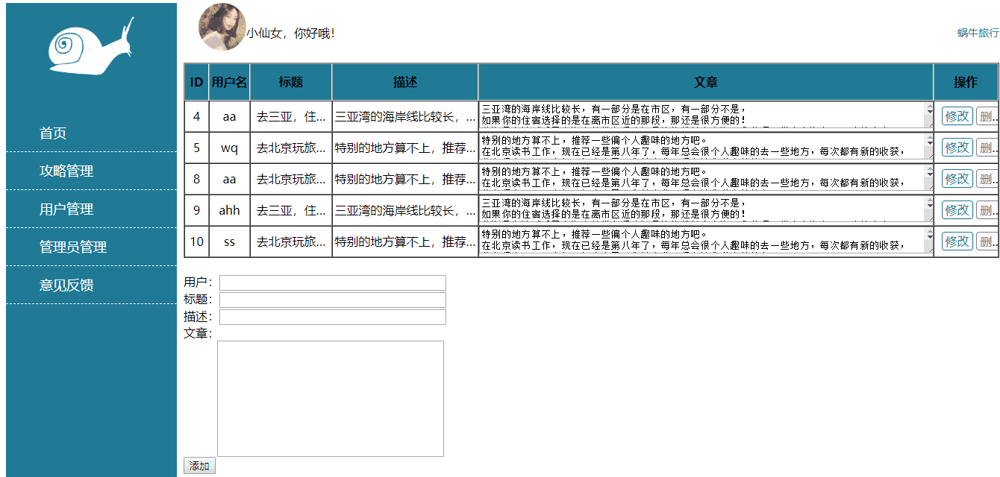 小仙女，你好哦！
蜗牛旅行
首页
攻略管理
用户管理
管理员管理
意见反馈
ID 用户名 标题 描述 文章 操作
4 aa 去三亚，住... 三亚湾的海岸线比较长，... 三亚湾的海岸线比较长，有一部分是在市区，有一部分不是，
如果你的住宿选择的是在离市区近的那段，那还是很方便的！
修改 删...
5 wq 去北京玩旅... 特别的地方算不上，推荐... 特别的地方算不上，推荐一些偏个人趣味的地方吧。
在北京读书工作，现在已经是第八年了，每年总会很个人趣味的去一些地方，每次都有新的收获，
修改 删...
8 aa 去北京玩旅... 特别的地方算不上，推荐... 特别的地方算不上，推荐一些偏个人趣味的地方吧。
在北京读书工作，现在已经是第八年了，每年总会很个人趣味的去一些地方，每次都有新的收获，
修改 删...
9 ahh 去三亚，住... 三亚湾的海岸线比较长，... 三亚湾的海岸线比较长，有一部分是在市区，有一部分不是，
如果你的住宿选择的是在离市区近的那段，那还是很方便的！
修改 删...
10 ss 去北京玩旅... 特别的地方算不上，推荐... 特别的地方算不上，推荐一些偏个人趣味的地方吧。
在北京读书工作，现在已经是第八年了，每年总会很个人趣味的去一些地方，每次都有新的收获，
修改 删...
用户：
标题：
描述：
文章：
添加